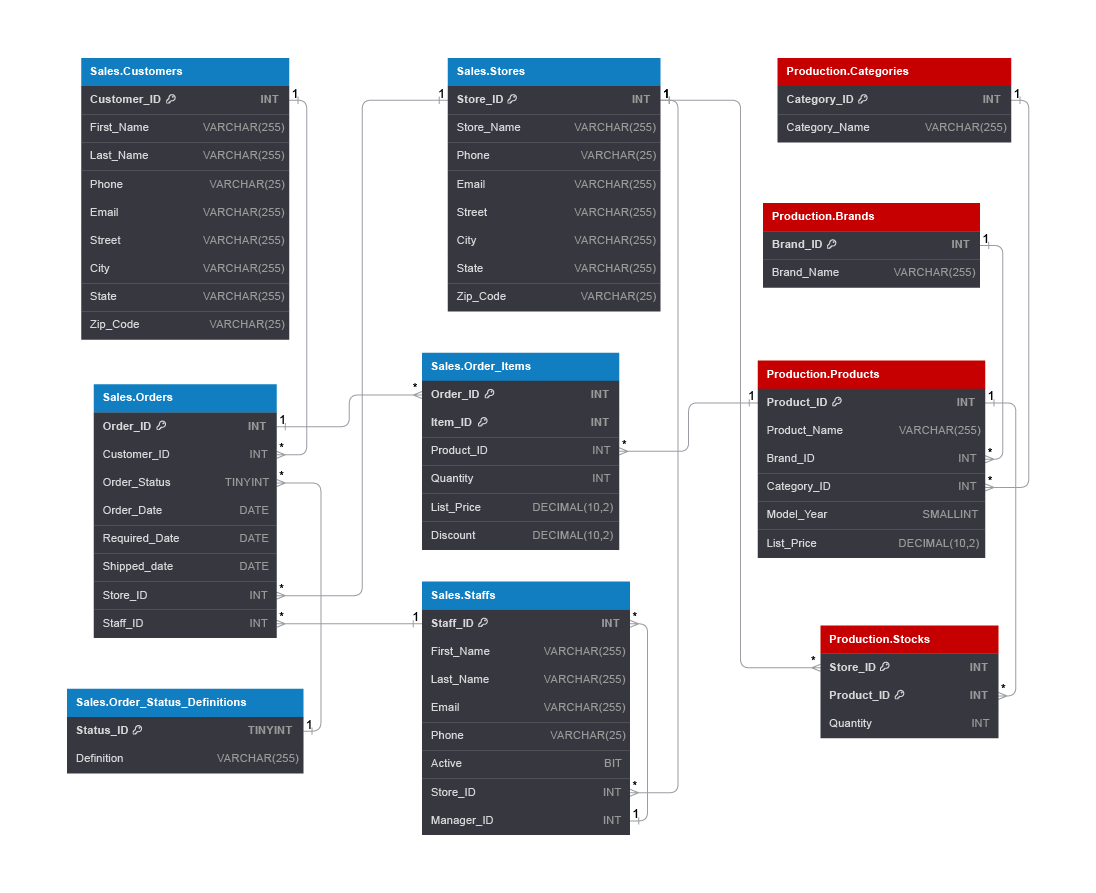 Sales.Customers
Customer_ID INT
First_Name VARCHAR(255)
Last_Name VARCHAR(255)
Phone VARCHAR(25)
Email VARCHAR(255)
Street VARCHAR(255)
City VARCHAR(255)
State VARCHAR(255)
Zip_Code VARCHAR(25)
1
Sales.Stores
1
Store_ID INT
1
Store_Name VARCHAR(255)
Phone VARCHAR(25)
Email VARCHAR(255)
Street VARCHAR(255)
City VARCHAR(255)
State VARCHAR(255)
Zip_Code VARCHAR(25)
Production.Categories
Category_ID INT
1
Category_Name VARCHAR(255)
Production.Brands
Brand_ID INT
1
Brand_Name VARCHAR(255)
Sales.Orders
Order_ID INT
1
Customer_ID INT
*
Order_Status TINYINT
*
Order_Date DATE
Required_Date DATE
Shipped_date DATE
Store_ID INT
*
Staff_ID INT
*
Sales.Order_Items
*
Order_ID INT
Item_ID INT
Product_ID INT
*
Quantity INT
List_Price DECIMAL(10,2)
Discount DECIMAL(10,2)
Production.Products
1
Product_ID INT
1
Product_Name VARCHAR(255)
Brand_ID INT
*
Category_ID INT
*
Model_Year SMALLINT
List_Price DECIMAL(10,2)
Sales.Staffs
1
Staff_ID INT
*
First_Name VARCHAR(255)
Last_Name VARCHAR(255)
Email VARCHAR(255)
Phone VARCHAR(25)
Active BIT
Store_ID INT
*
Manager_ID INT
1
Production.Stocks
*
Store_ID INT
Product_ID INT
*
Quantity INT
Sales.Order_Status_Definitions
Status_ID TINYINT
1
Definition VARCHAR(255)